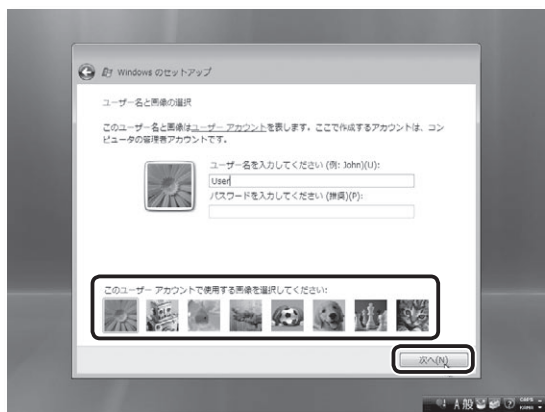 Windows のセットアップ
ユーザー名と画像の選択
このユーザー名と画像はユーザー アカウントを表します。ここで作成するアカウントは、コン
ピュータの管理者アカウントです。
ユーザー名を入力してください (例: John)(U):
User
パスワードを入力してください (推奨)(P):
このユーザー アカウントで使用する画像を選択してください:
次へ(N)
A 般
CAPS
KANA